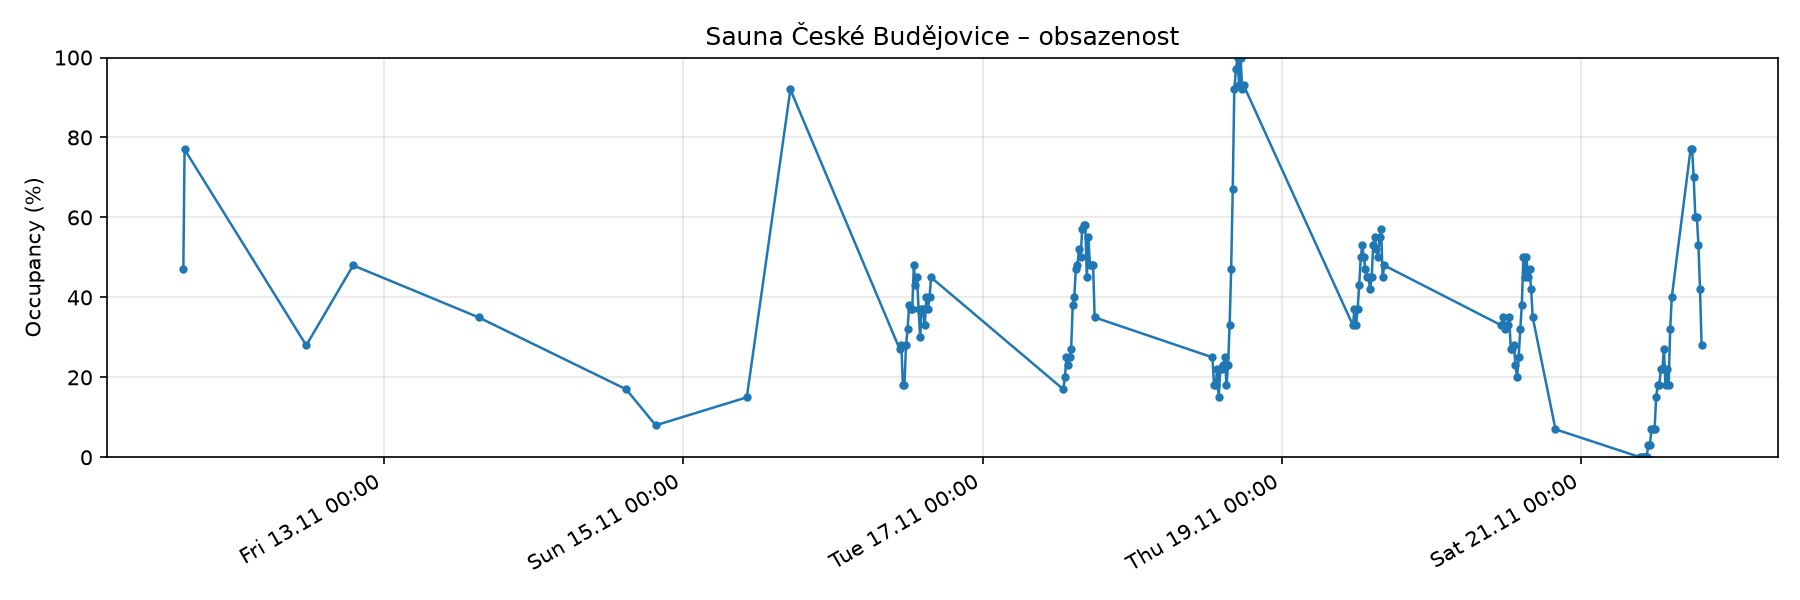 Sauna České Budějovice – obsazenost
Occupancy (%)
100
80
60
40
20
0
Fri 13.11 00:00
Sun 15.11 00:00
Tue 17.11 00:00
Thu 19.11 00:00
Sat 21.11 00:00